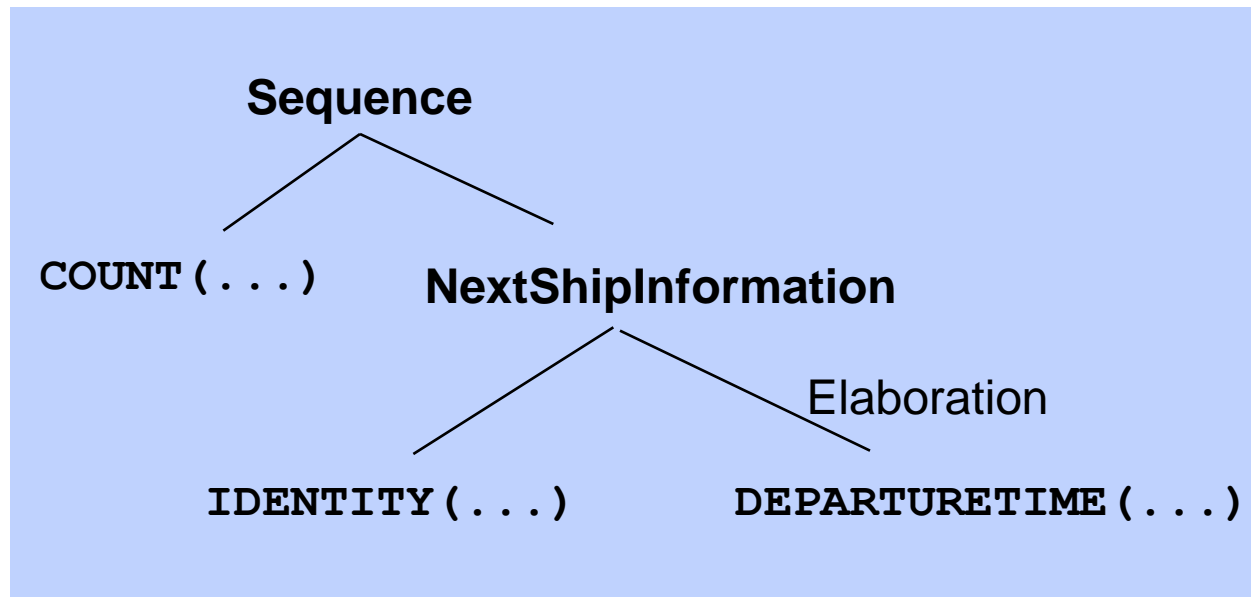 Sequence
COUNT(...)
NextShipInformation
Elaboration
IDENTITY(...)
DEPARTURETIME(...)